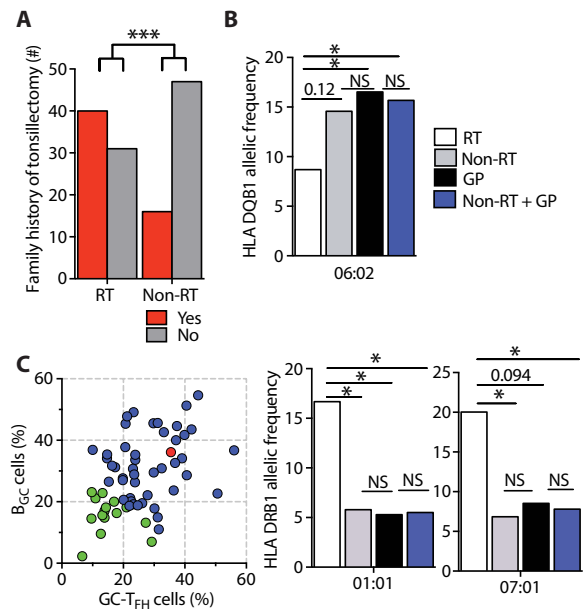 A
***
Family history of tonsillectomy (#)
50
40
30
20
10
0
RT
Non-RT
Yes
No
B
HLA DQB1 allelic frequency
20
15
10
5
0
*
*
0.12
NS
NS
06:02
RT
Non-RT
GP
Non-RT + GP
C
B_GC cells (%)
60
40
20
0
0
20
40
60
GC-T_FH cells (%)
HLA DRB1 allelic frequency
20
15
10
5
0
*
*
*
NS
NS
01:01
25
20
15
10
5
0
*
0.094
*
NS
NS
07:01